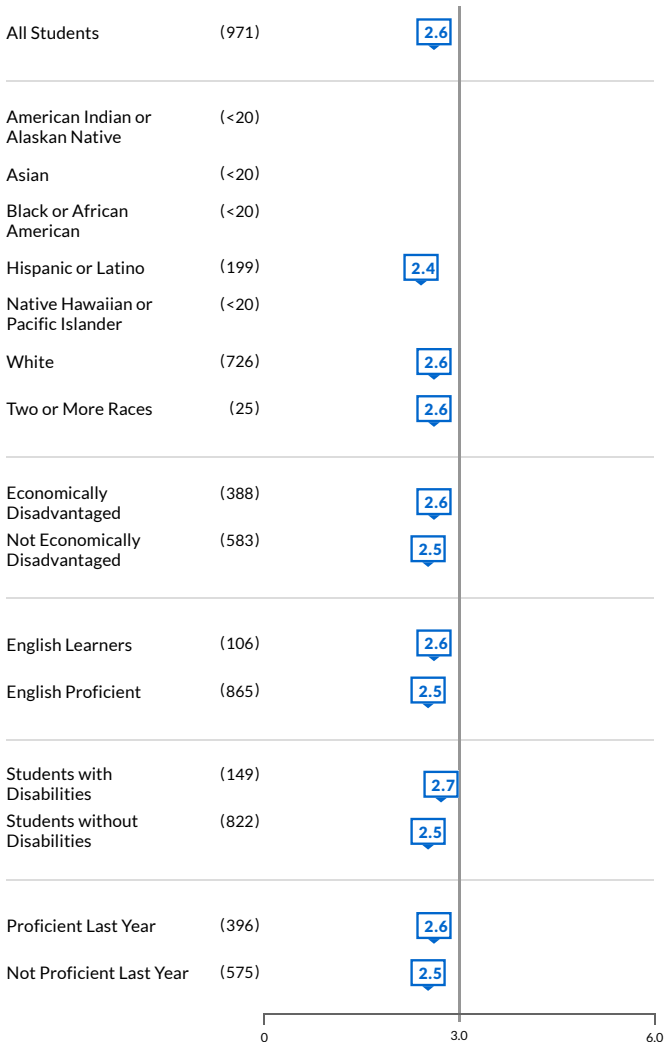 All Students (971) 2.6
American Indian or (<20)
Alaskan Native
Asian (<20)
Black or African (<20)
American
Hispanic or Latino (199) 2.4
Native Hawaiian or (<20)
Pacific Islander
White (726) 2.6
Two or More Races (25) 2.6
Economically (388) 2.6
Disadvantaged
Not Economically (583) 2.5
Disadvantaged
English Learners (106) 2.6
English Proficient (865) 2.5
Students with (149) 2.7
Disabilities
Students without (822) 2.5
Disabilities
Proficient Last Year (396) 2.6
Not Proficient Last Year (575) 2.5
0 3.0 6.0